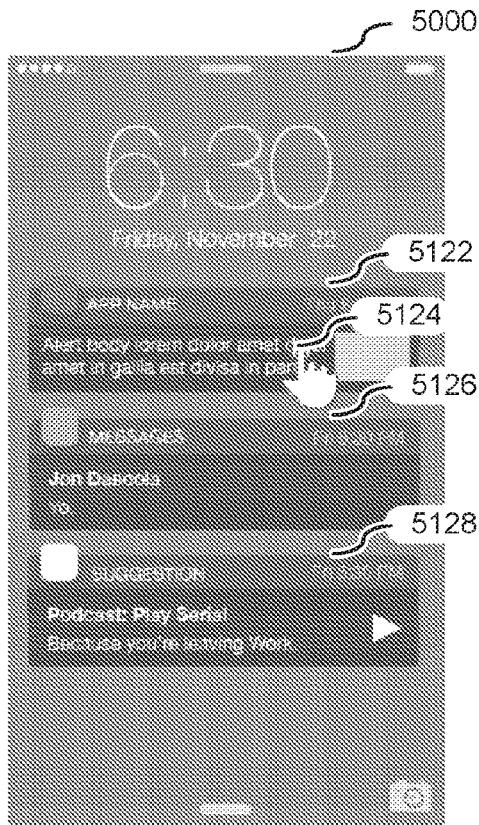 5000
6:30
Friday, November 22
5122
APP NAME
5124
Alert body lorem dolor amet
amet in gallia est divisa in par
5126
MESSAGES
Jon Dascola
YO
5128
SUGGESTION
Podcast: Play Serial
Because you're leaving Work